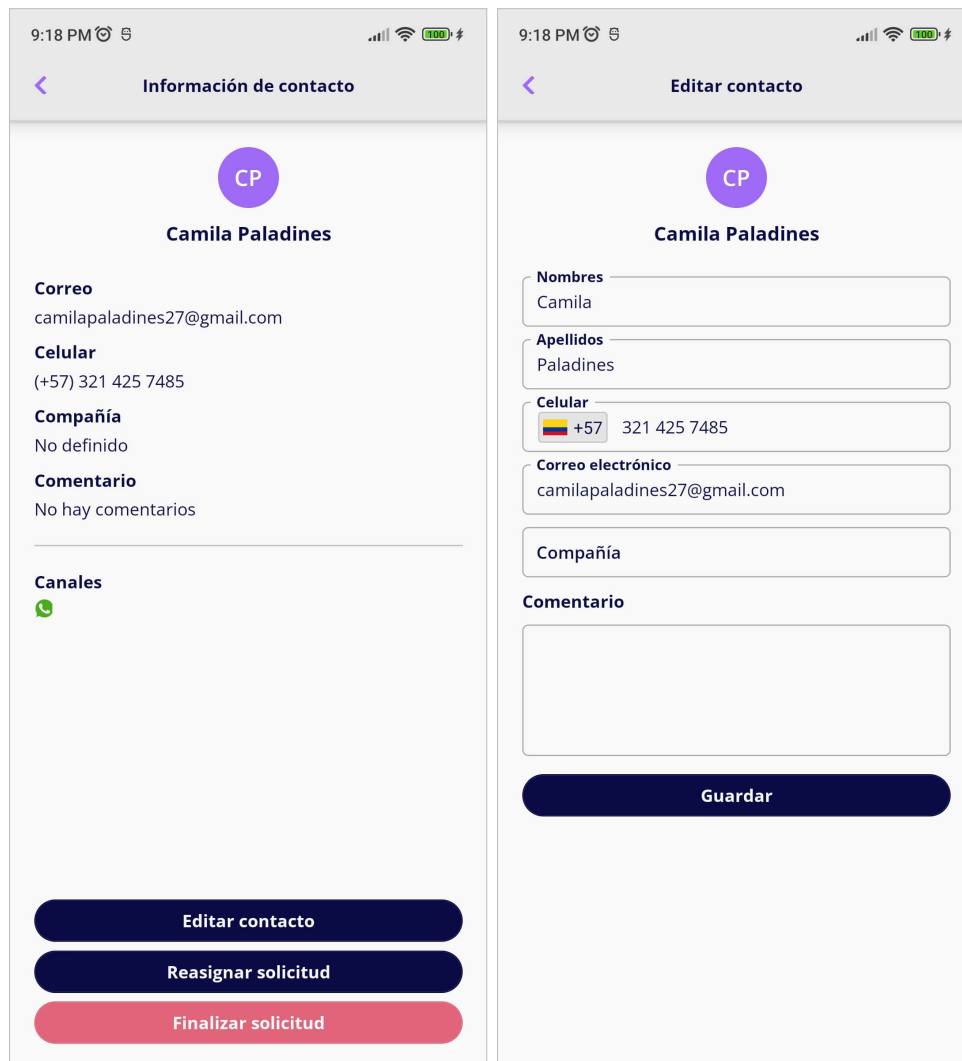 9:18 PM
100
Información de contacto
CP
Camila Paladines
Correo
camilapaladines27@gmail.com
Celular
(+57) 321 425 7485
Compañía
No definido
Comentario
No hay comentarios
Canales
Editar contacto
Reasignar solicitud
Finalizar solicitud
9:18 PM
100
Editar contacto
CP
Camila Paladines
Nombres
Camila
Apellidos
Paladines
Celular
+57 321 425 7485
Correo electrónico
camilapaladines27@gmail.com
Compañía
Comentario
Guardar